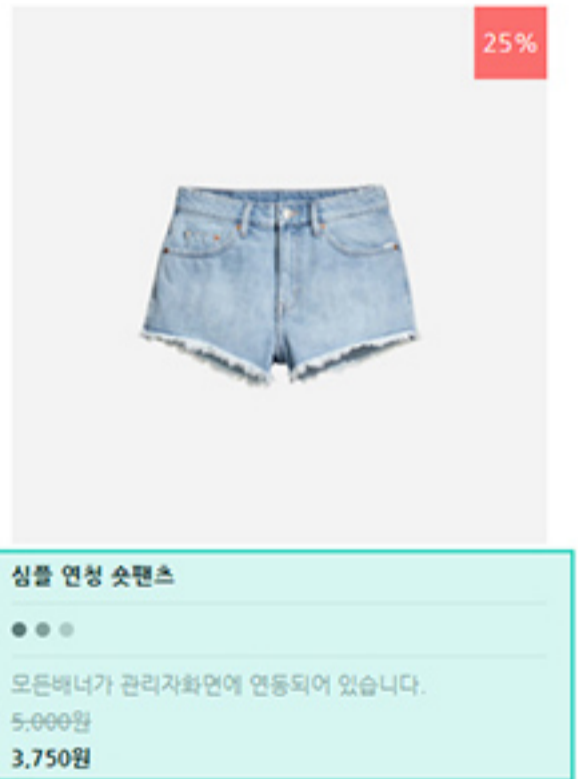 25%
심플 연청 숏팬츠
모든배너가 관리자화면에 연동되어 있습니다.
5,000원
3,750원